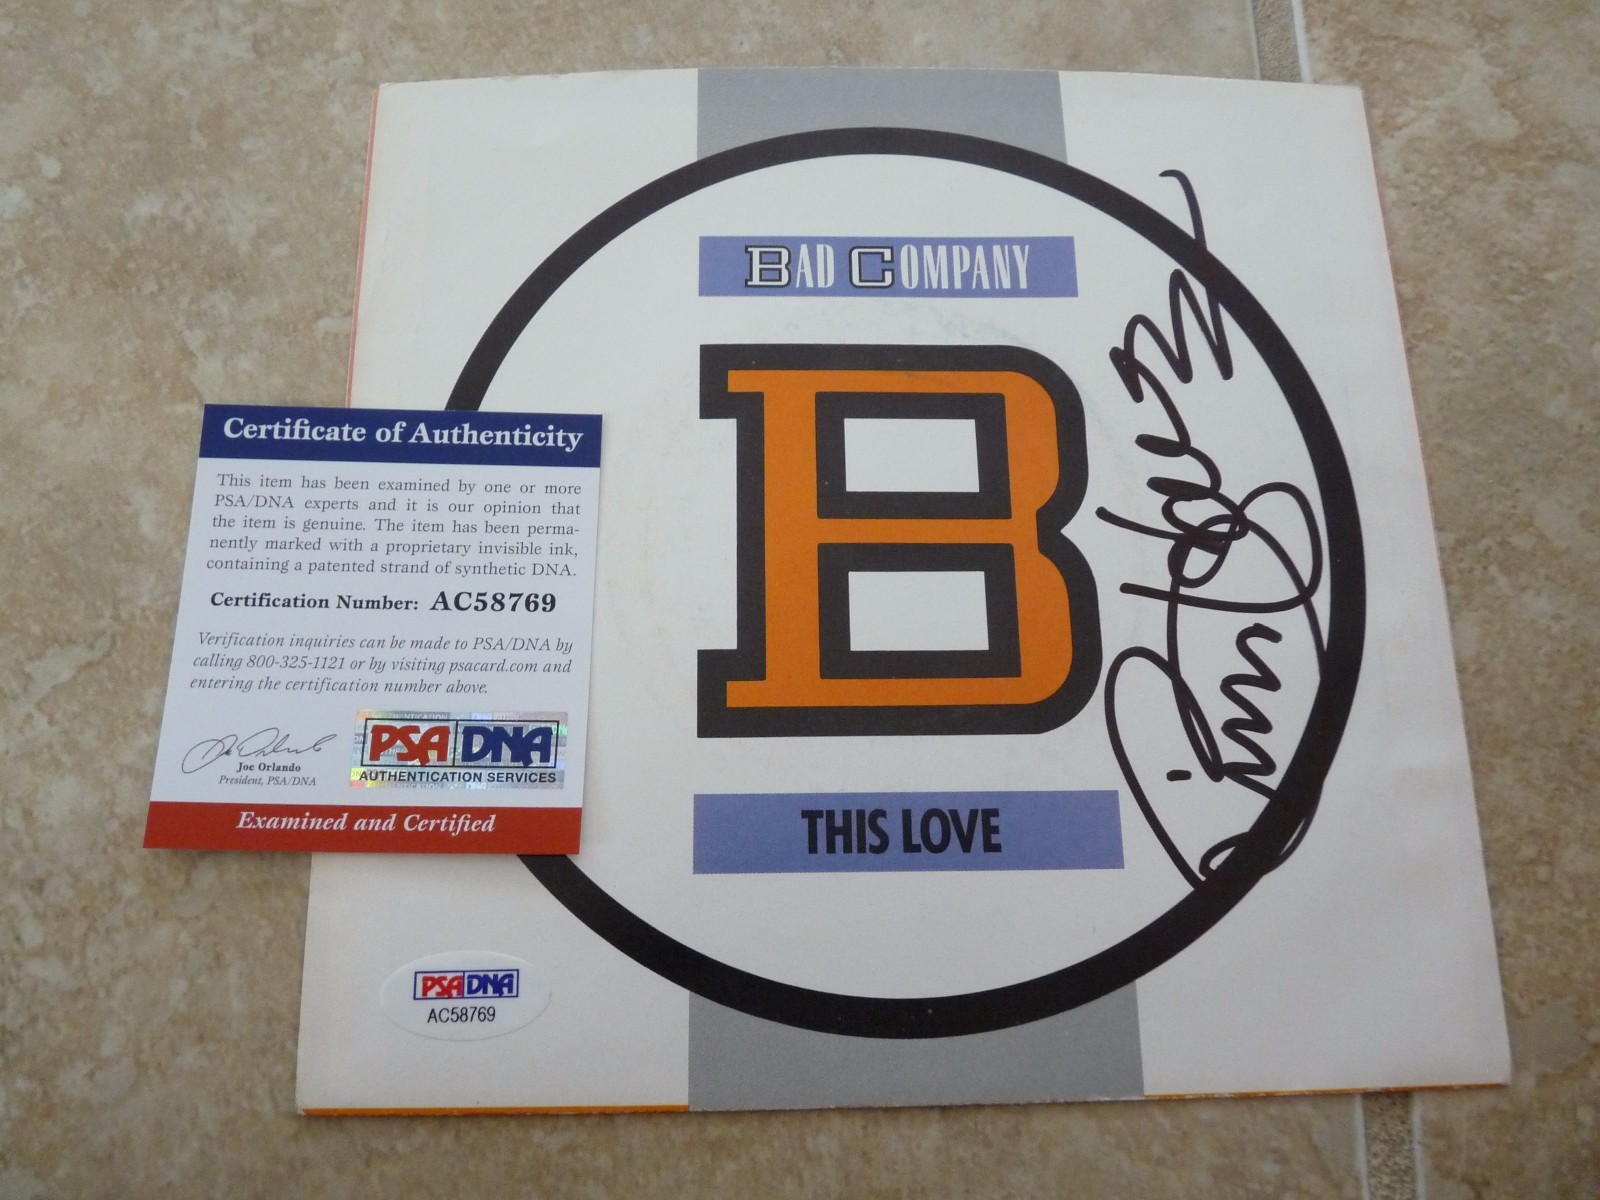 BAD COMPANY
B
THIS LOVE
Certificate of Authenticity
This item has been examined by one or more
PSA/DNA experts and it is our opinion that
the item is genuine. The item has been perma-
nently marked with a proprietary invisible ink,
containing a patented strand of synthetic DNA.
Certification Number: AC58769
Verification inquiries can be made to PSA/DNA by
calling 800-325-1121 or by visiting psacard.com and
entering the certification number above.
Joe Orlando
President, PSA/DNA
PSA DNA
AUTHENTICATION SERVICES
Examined and Certified
PSA DNA
AC58769